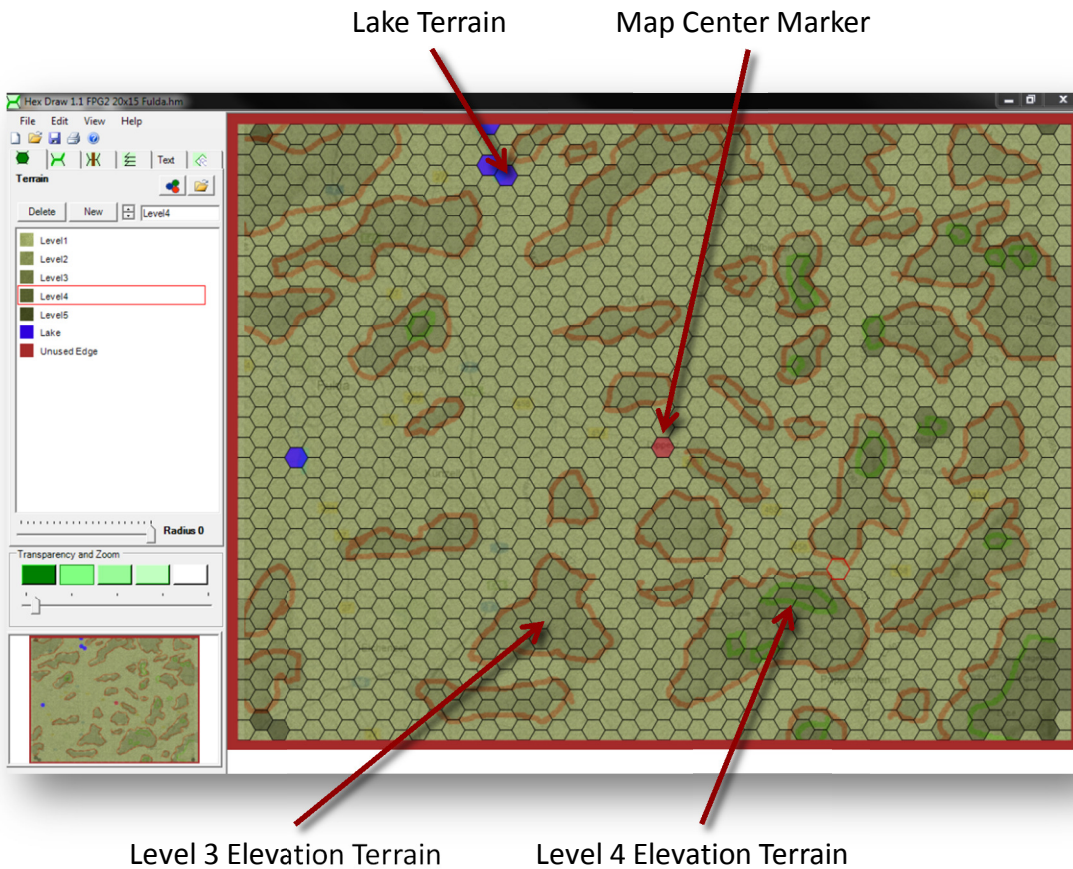 Lake Terrain
Map Center Marker
Hex Draw 1.1 FPG2 20x15 Fulda.hm
File Edit View Help
Text
Terrain
Delete New Level4
Level1
Level2
Level3
Level4
Level5
Lake
Unused Edge
Radius 0
Transparency and Zoom
Level 3 Elevation Terrain
Level 4 Elevation Terrain